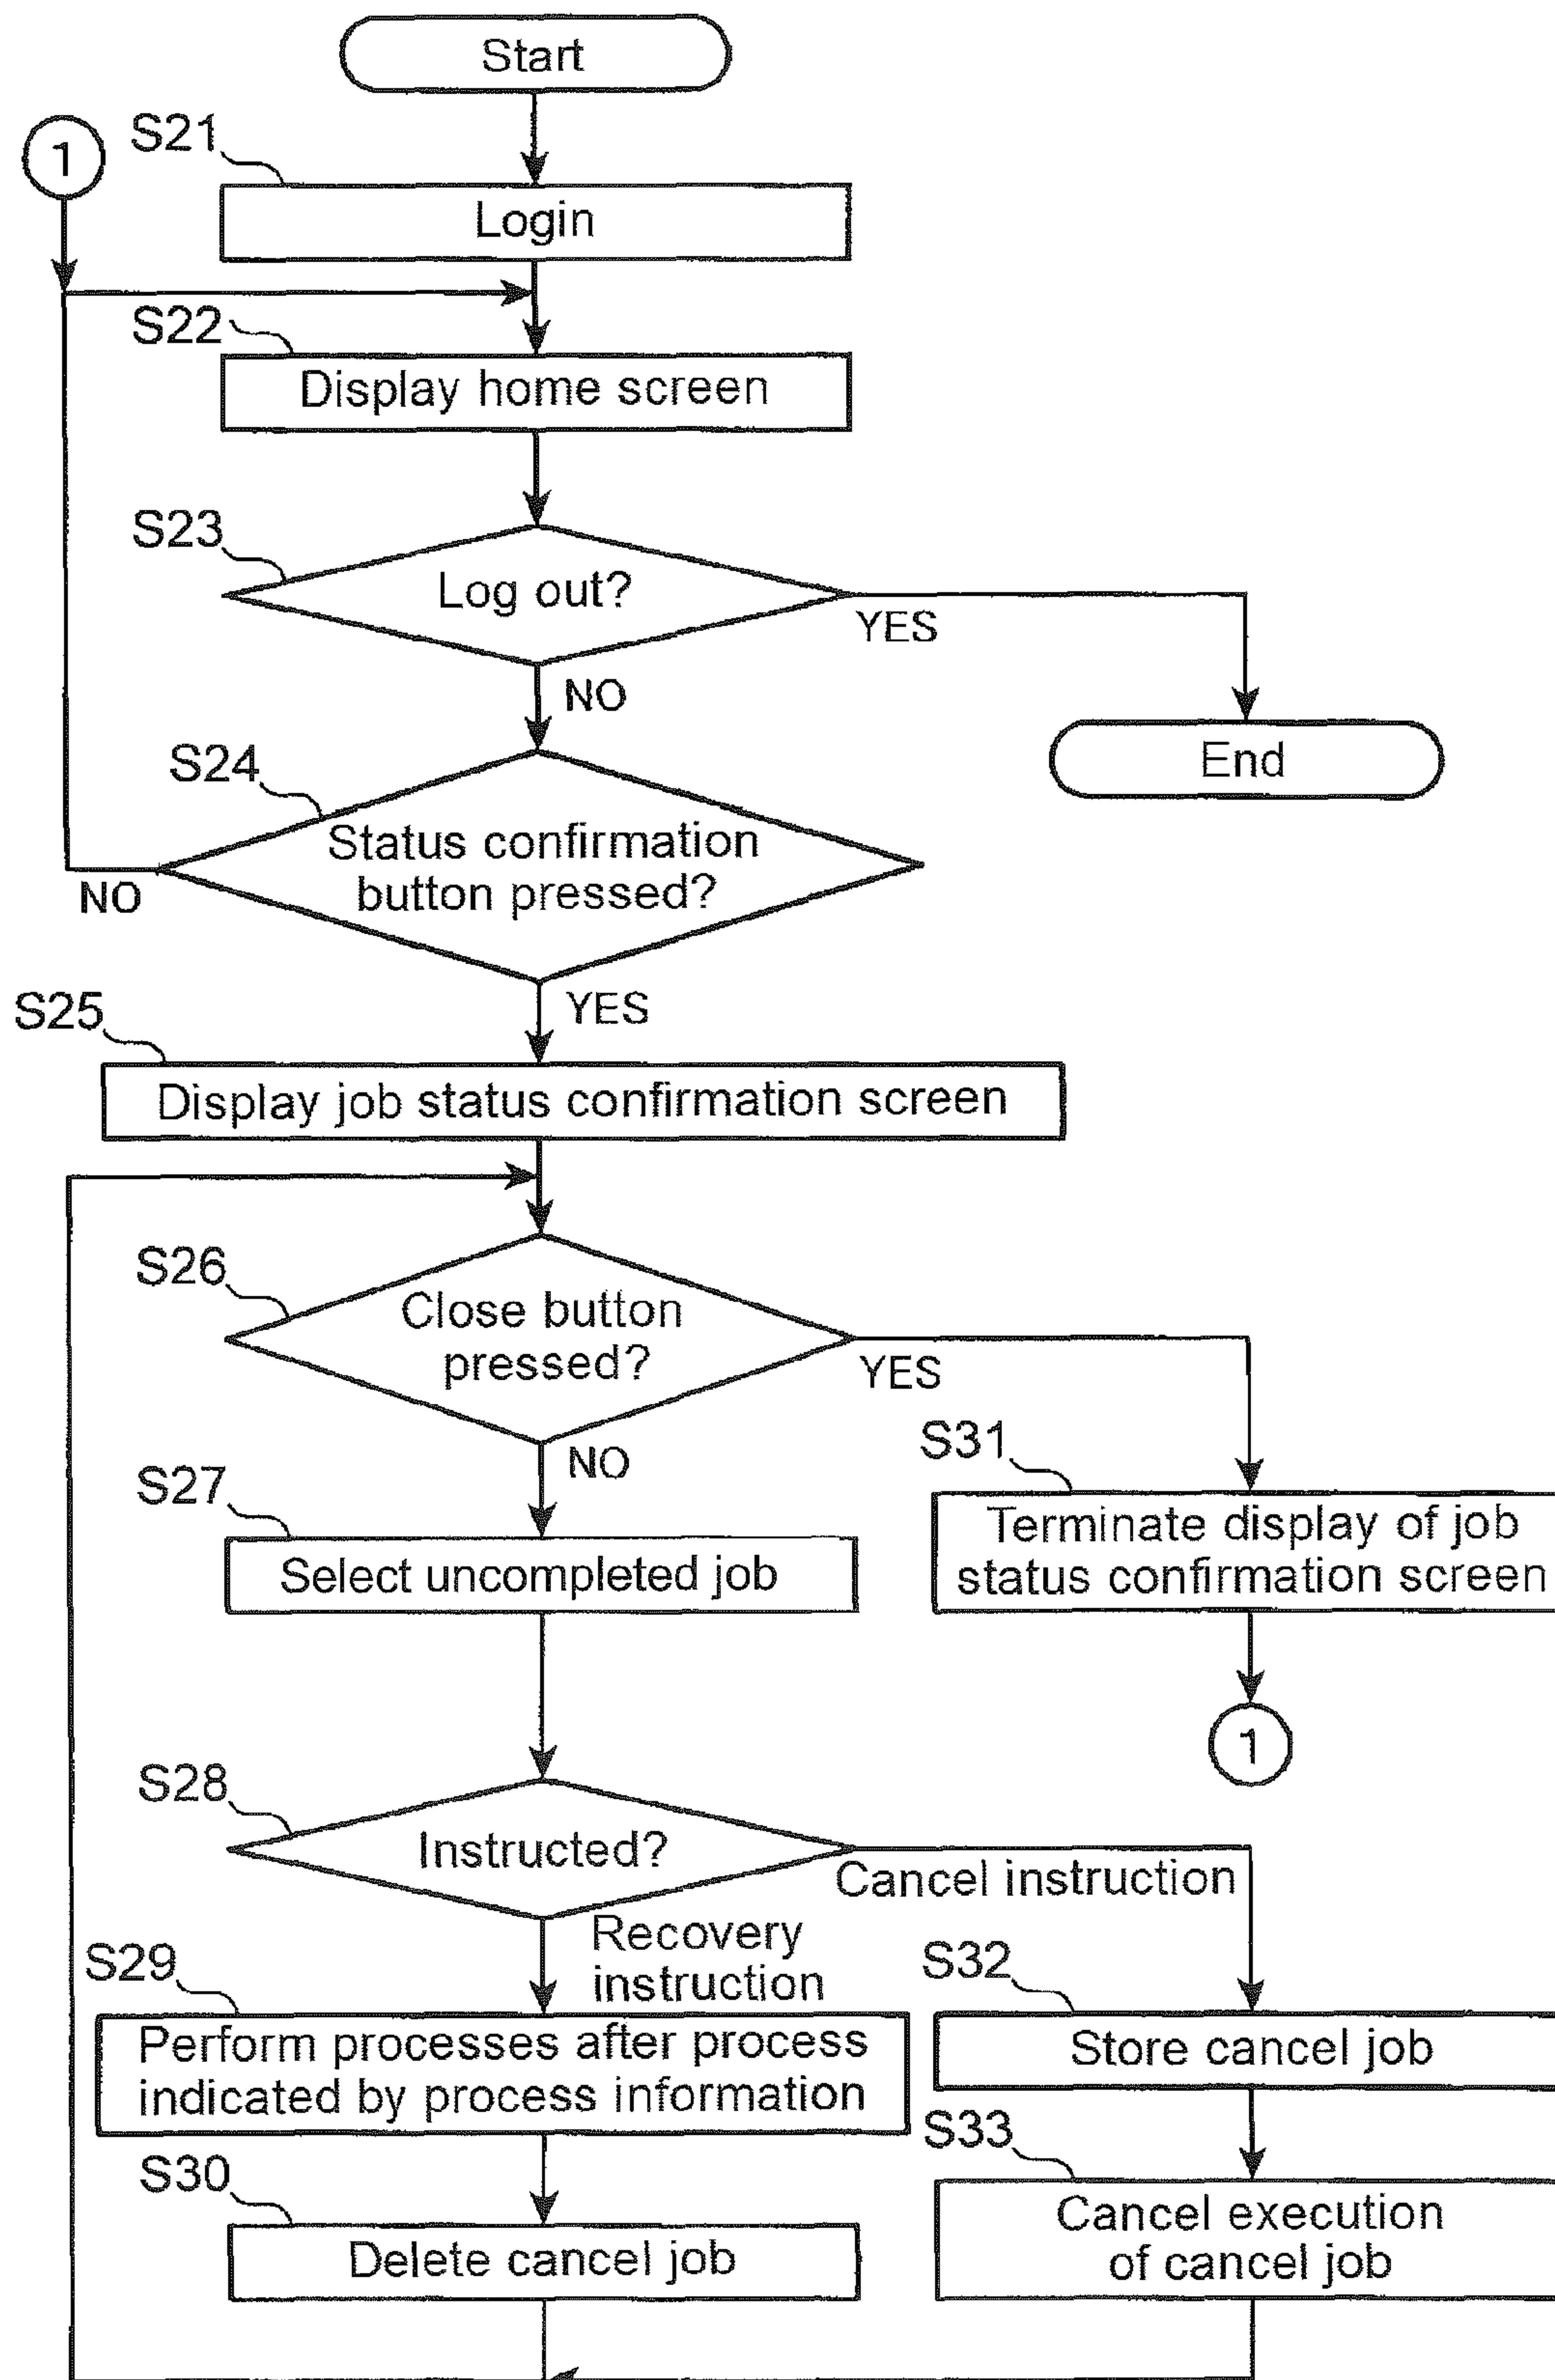 Start
1
S21
Login
S22
Display home screen
S23
Log out?
YES
NO
End
S24
Status confirmation
button pressed?
NO
YES
S25
Display job status confirmation screen
S26
Close button
pressed?
YES
NO
S27
Select uncompleted job
S31
Terminate display of job
status confirmation screen
1
S28
Instructed?
Cancel instruction
Recovery
instruction
S29
Perform processes after process
indicated by process information
S32
Store cancel job
S30
Delete cancel job
S33
Cancel execution
of cancel job